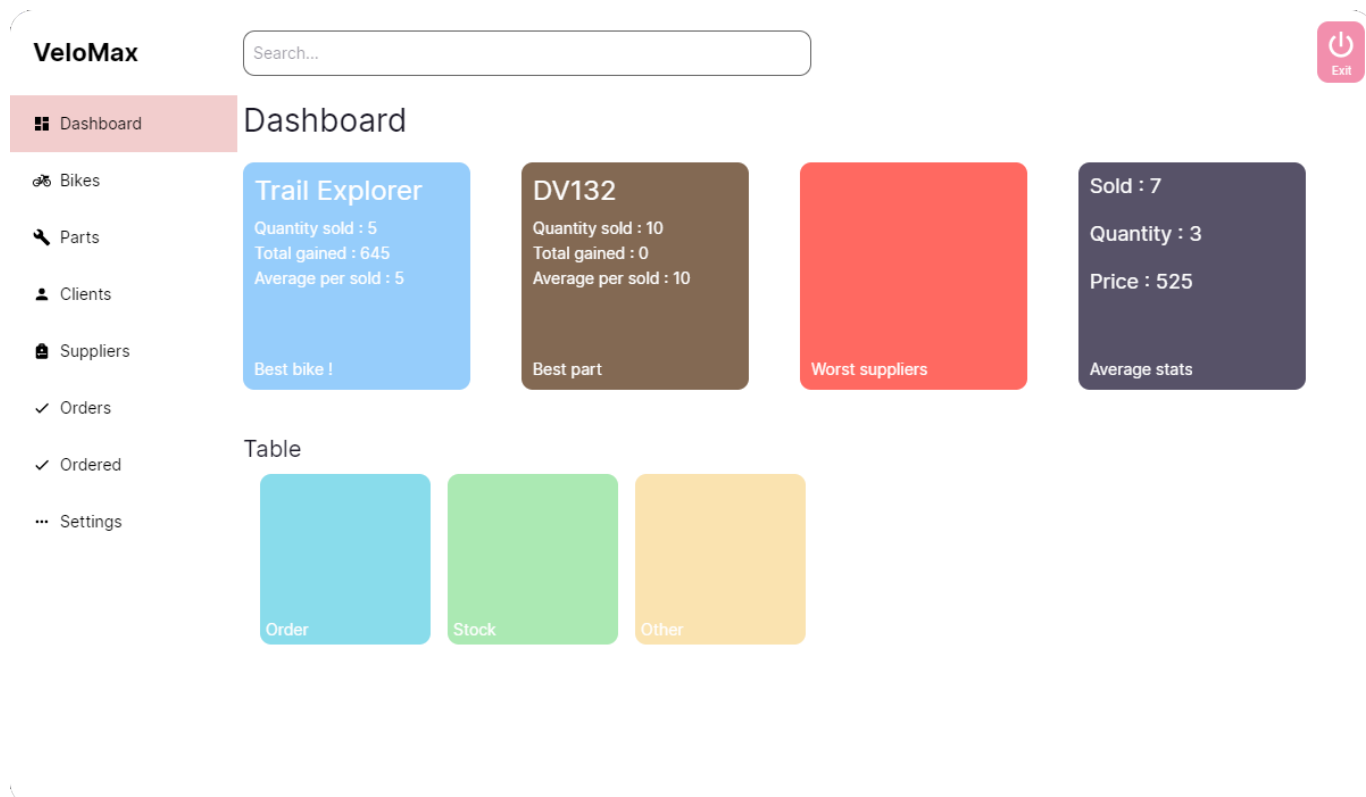 VeloMax
Search...
Exit
Dashboard
Bikes
Parts
Clients
Suppliers
Orders
Ordered
Settings
Dashboard
Trail Explorer
Quantity sold : 5
Total gained : 645
Average per sold : 5
Best bike !
DV132
Quantity sold : 10
Total gained : 0
Average per sold : 10
Best part
Worst suppliers
Sold : 7
Quantity : 3
Price : 525
Average stats
Table
Order
Stock
Other